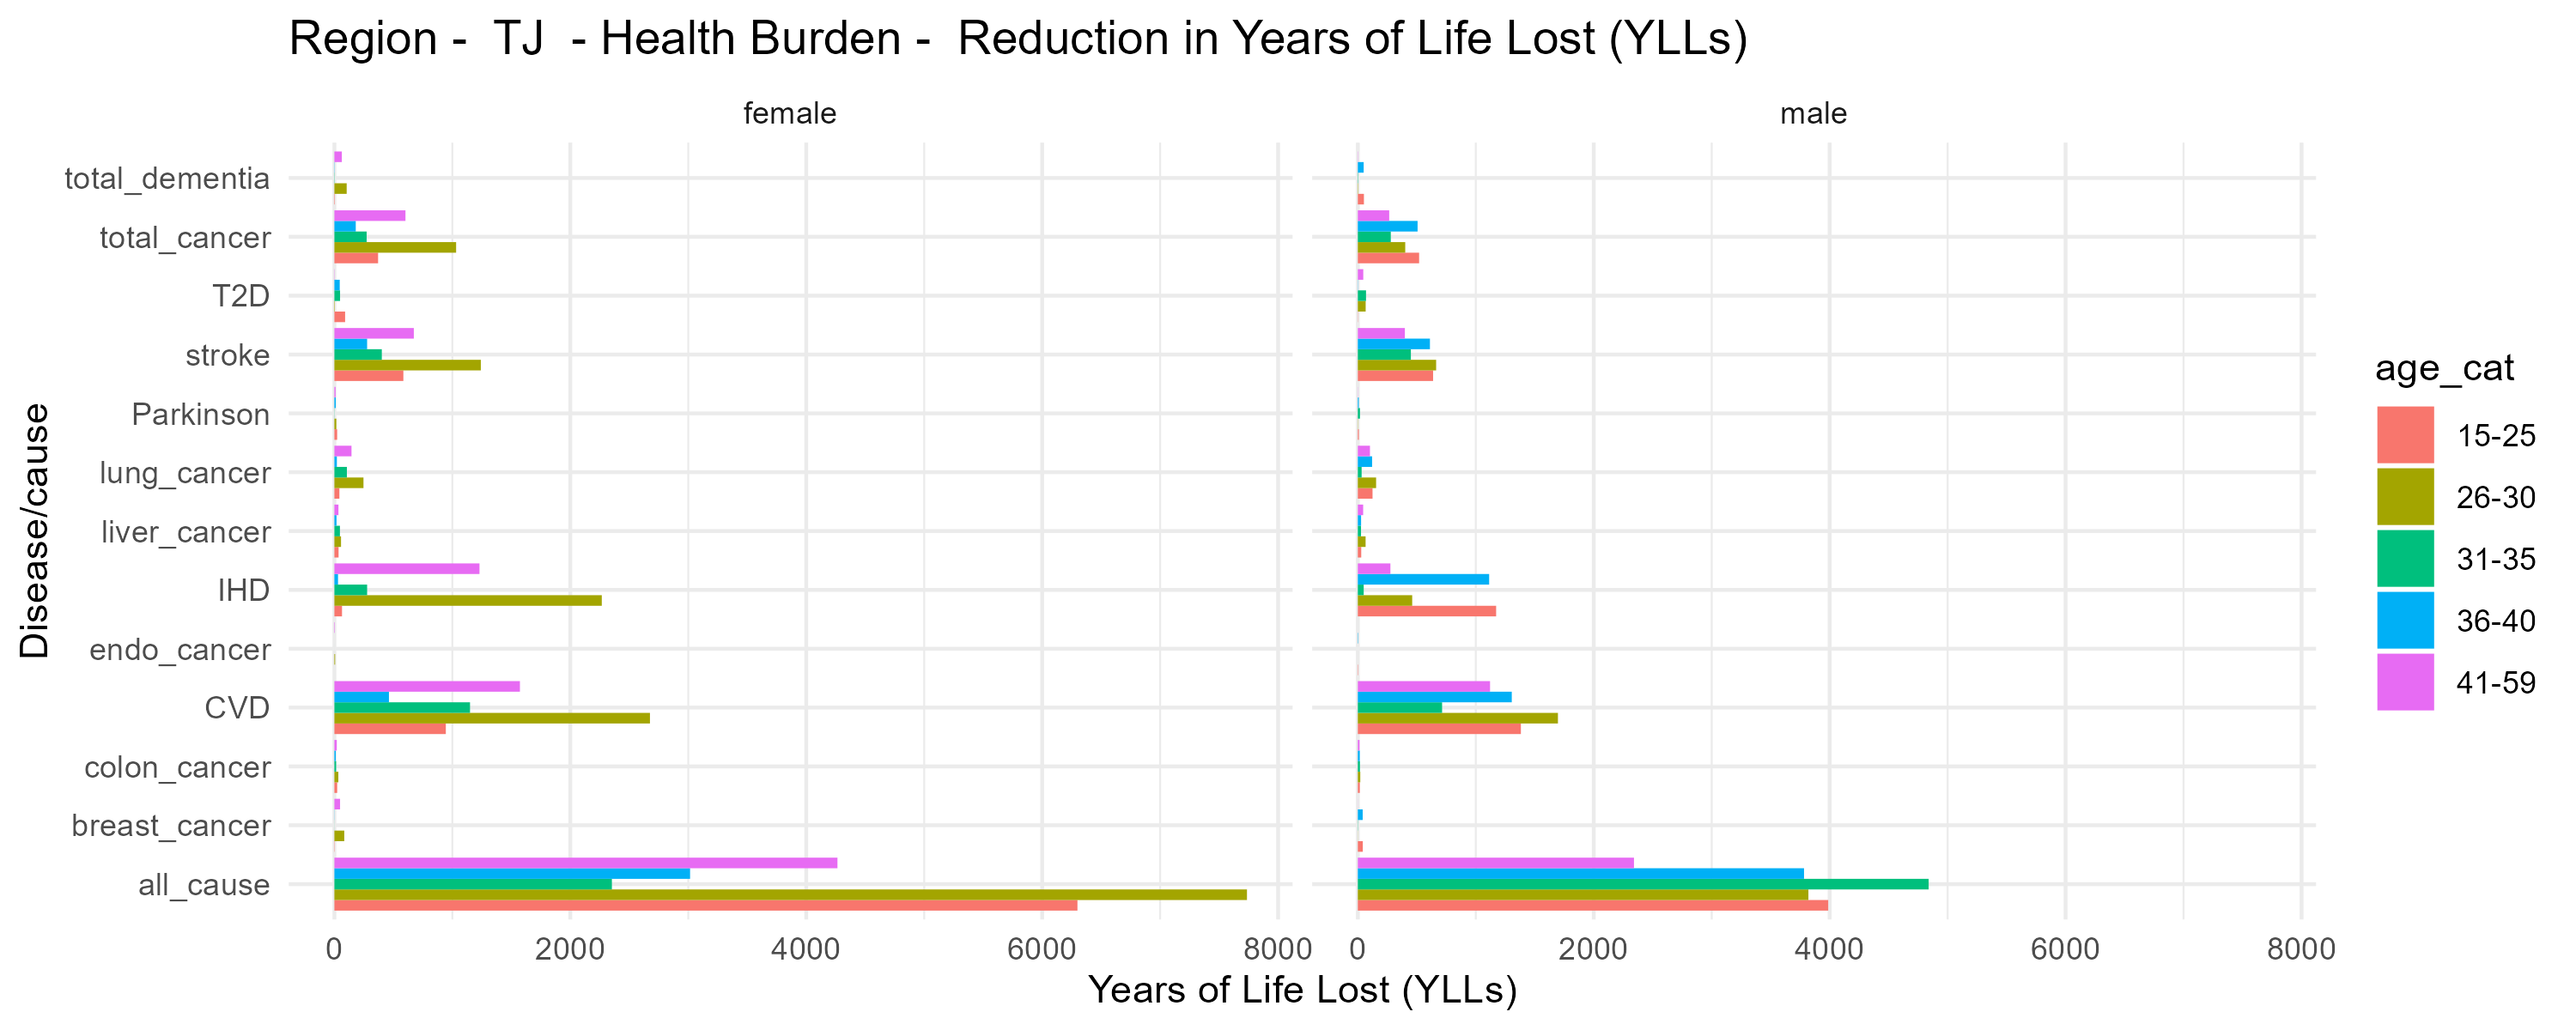 Region -  TJ  - Health Burden -  Reduction in Years of Life Lost (YLLs)
female
male
Disease/cause
total_dementia
total_cancer
T2D
stroke
Parkinson
lung_cancer
liver_cancer
IHD
endo_cancer
CVD
colon_cancer
breast_cancer
all_cause
0 2000 4000 6000 8000
0 2000 4000 6000 8000
Years of Life Lost (YLLs)
age_cat
15-25
26-30
31-35
36-40
41-59